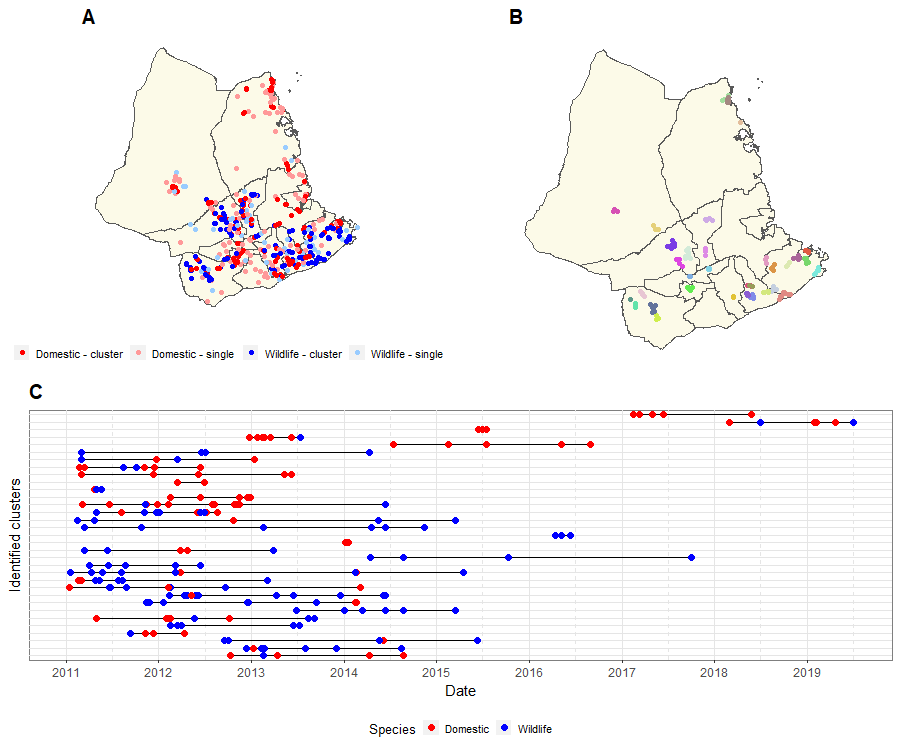 A
B
Domestic - cluster
Domestic - single
Wildlife - cluster
Wildlife - single
C
Identified clusters
2011
2012
2013
2014
2015
2016
2017
2018
2019
Date
Species
Domestic
Wildlife